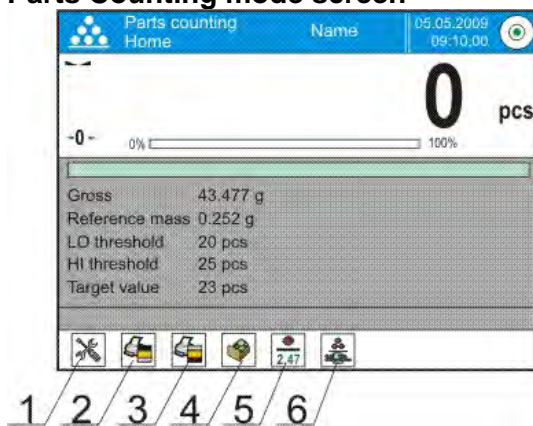 Parts Counting mode screen
Parts counting Name 05.05.2009
Home 09:10,00
0 pcs
-0- 0% 100%
Gross 43.477 g
Reference mass 0.252 g
LO threshold 20 pcs
HI threshold 25 pcs
Target value 23 pcs
2,47
1 2 3 4 5 6